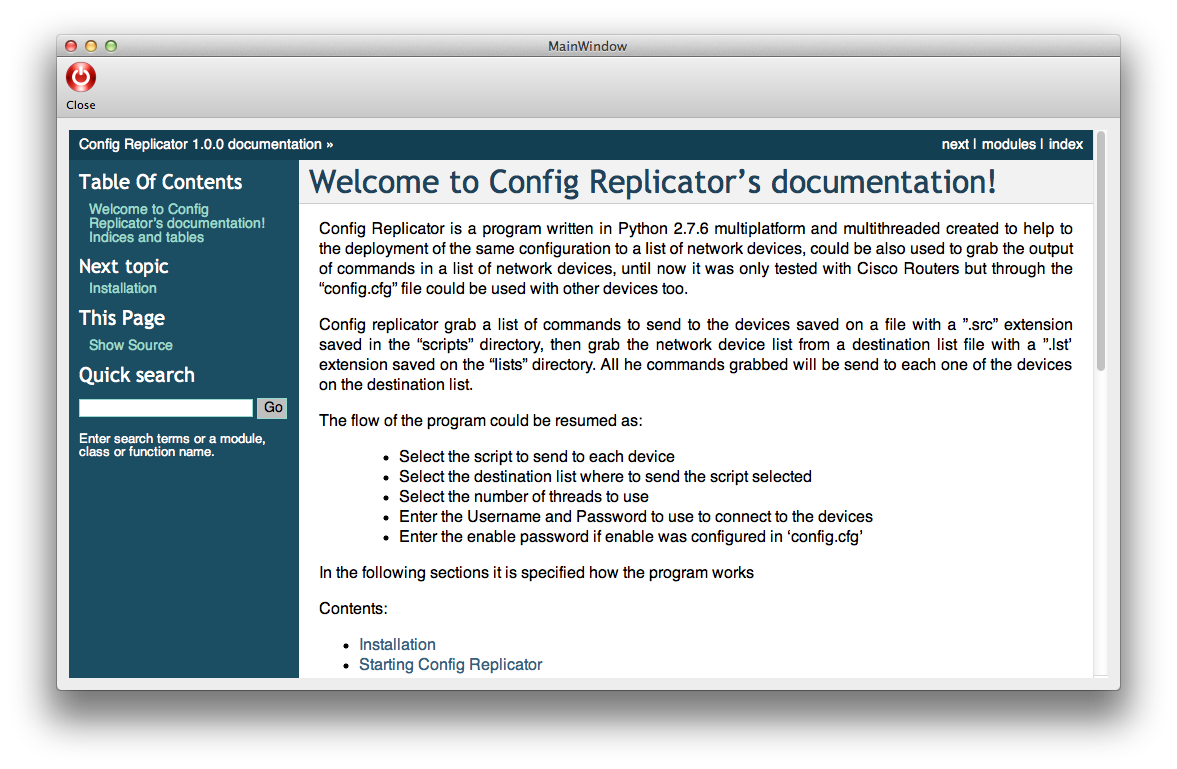 MainWindow
Close
Config Replicator 1.0.0 documentation »
next | modules | index
Table Of Contents
Welcome to Config
Replicator's documentation!
Indices and tables
Next topic
Installation
This Page
Show Source
Quick search
Go
Enter search terms or a module,
class or function name.
Welcome to Config Replicator’s documentation!
Config Replicator is a program written in Python 2.7.6 multiplatform and multithreaded created to help to
the deployment of the same configuration to a list of network devices, could be also used to grab the output
of commands in a list of network devices, until now it was only tested with Cisco Routers but through the
“config.cfg” file could be used with other devices too.
Config replicator grab a list of commands to send to the devices saved on a file with a ”.src” extension
saved in the “scripts” directory, then grab the network device list from a destination list file with a ”.lst’
extension saved on the “lists” directory. All he commands grabbed will be send to each one of the devices
on the destination list.
The flow of the program could be resumed as:
• Select the script to send to each device
• Select the destination list where to send the script selected
• Select the number of threads to use
• Enter the Username and Password to use to connect to the devices
• Enter the enable password if enable was configured in ‘config.cfg’
In the following sections it is specified how the program works
Contents:
• Installation
• Starting Config Replicator